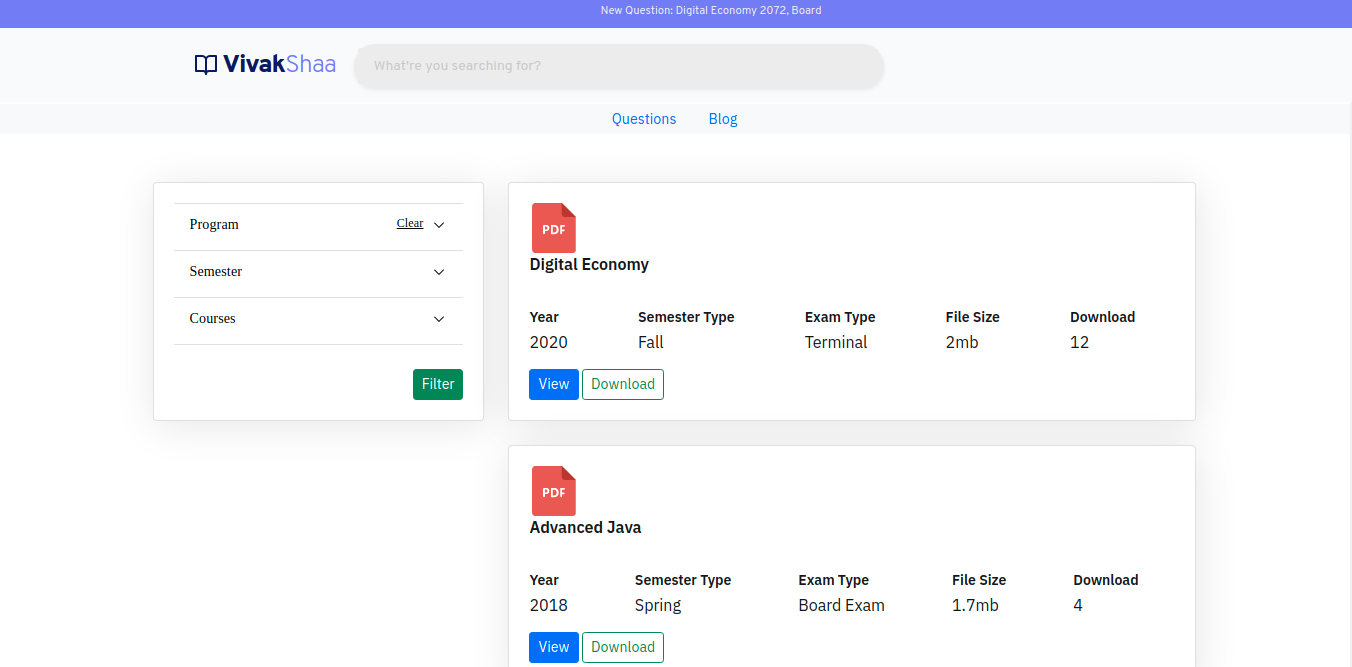 New Question: Digital Economy 2072, Board
VivakShaa
What're you searching for?
Questions Blog
Program Clear
Semester
Courses
Filter
PDF
Digital Economy
Year Semester Type Exam Type File Size Download
2020 Fall Terminal 2mb 12
View Download
PDF
Advanced Java
Year Semester Type Exam Type File Size Download
2018 Spring Board Exam 1.7mb 4
View Download